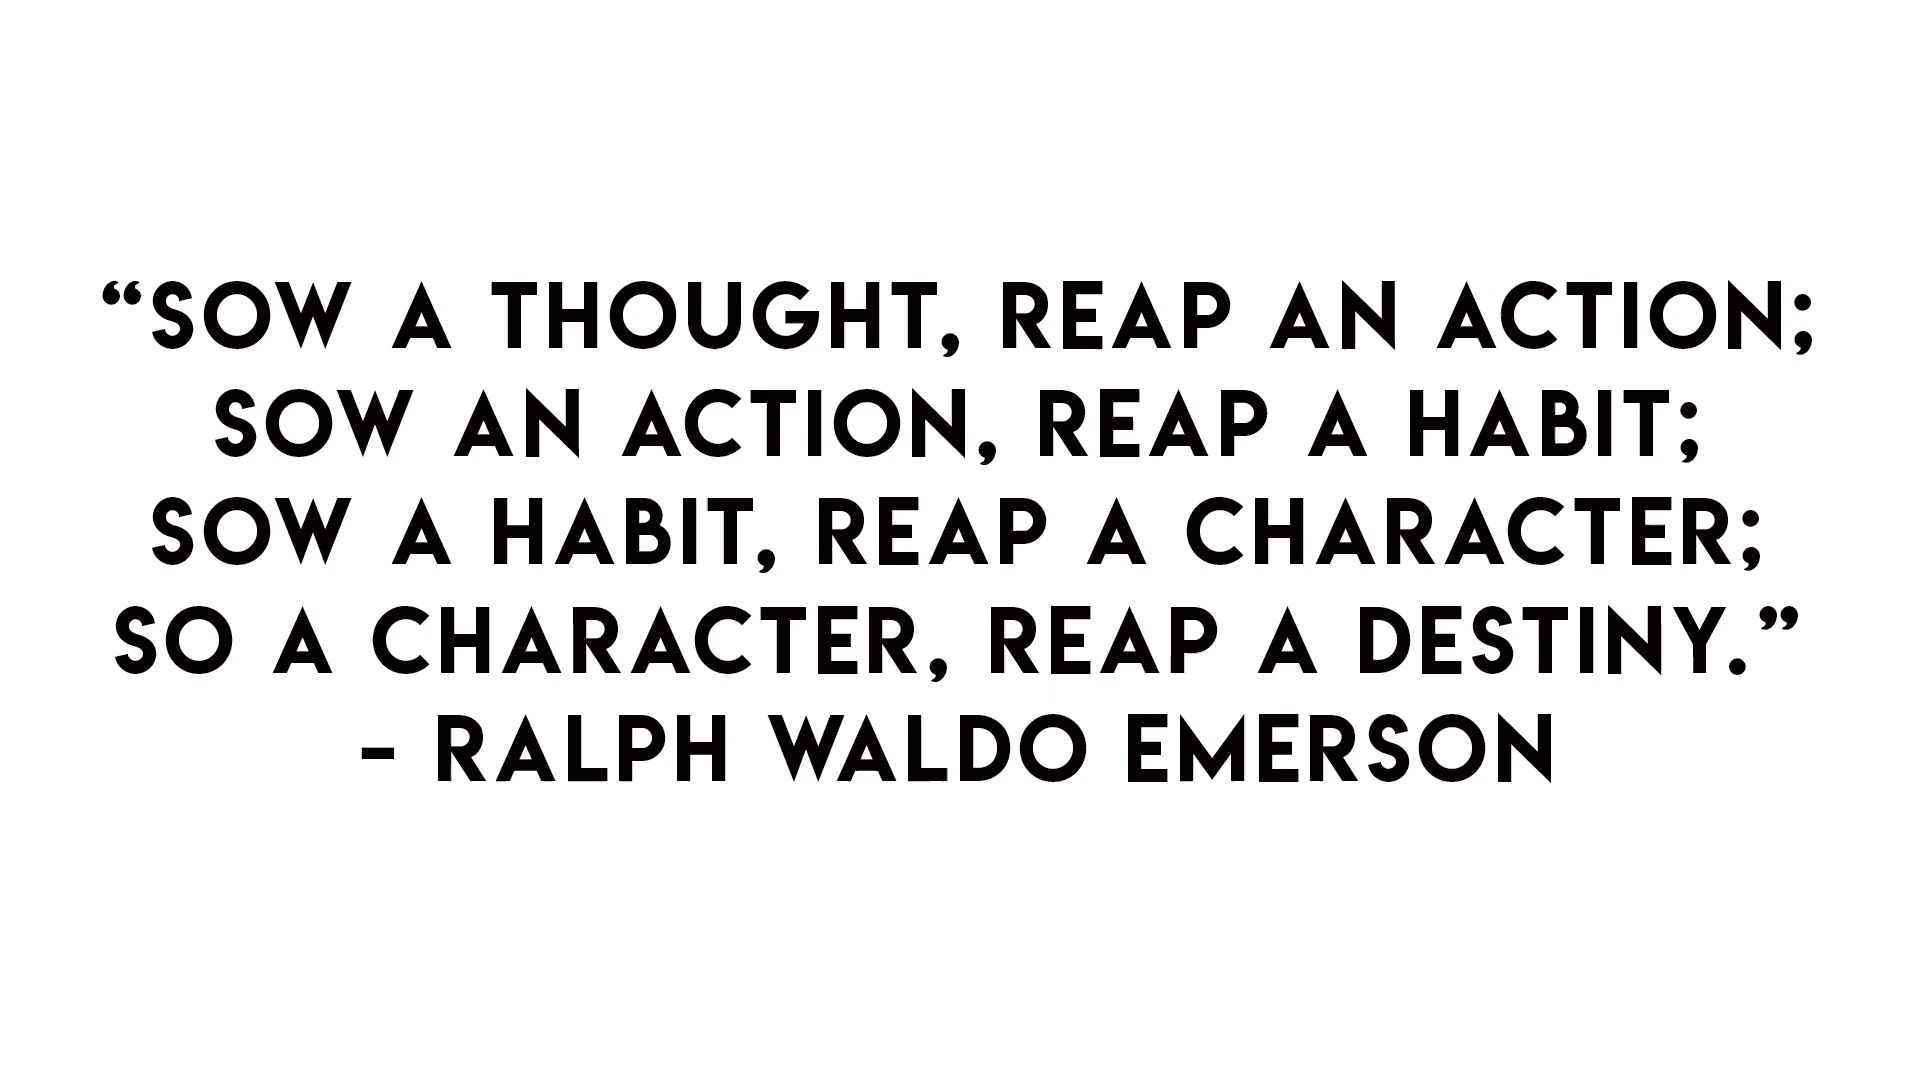 “SOW A THOUGHT, REAP AN ACTION;
SOW AN ACTION, REAP A HABIT;
SOW A HABIT, REAP A CHARACTER;
SO A CHARACTER, REAP A DESTINY.”
- RALPH WALDO EMERSON